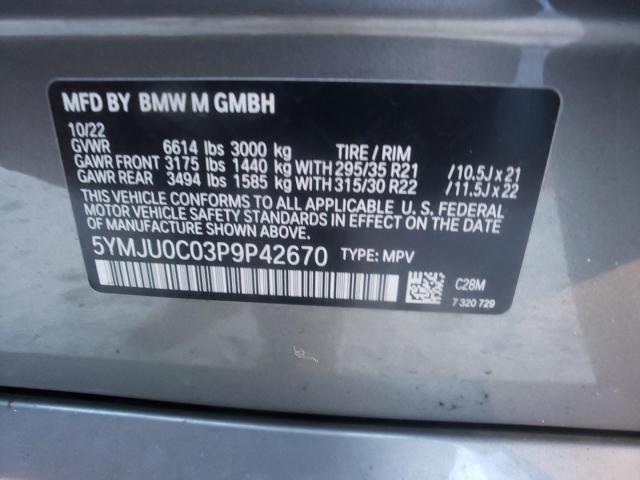 MFD BY BMW M GMBH
10/22
GVWR 6614 lbs 3000 kg TIRE / RIM
GAWR FRONT 3175 lbs 1440 kg WITH 295/35 R21 /10.5J x 21
GAWR REAR 3494 lbs 1585 kg WITH 315/30 R22 /11.5J x 22
THIS VEHICLE CONFORMS TO ALL APPLICABLE U. S. FEDERAL
MOTOR VEHICLE SAFETY STANDARDS IN EFFECT ON THE DATE
OF MANUFACTURE SHOWN ABOVE.
5YMJU0C03P9P42670 TYPE: MPV
C28M
7 320 729